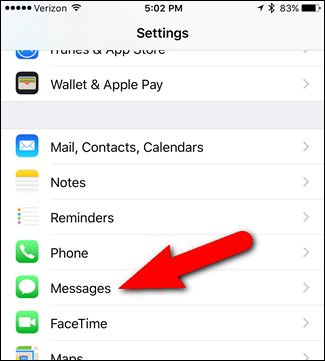 Verizon 5:02 PM 83%
Settings
iTunes & App Store
Wallet & Apple Pay
Mail, Contacts, Calendars
Notes
Reminders
Phone
Messages
FaceTime
Maps